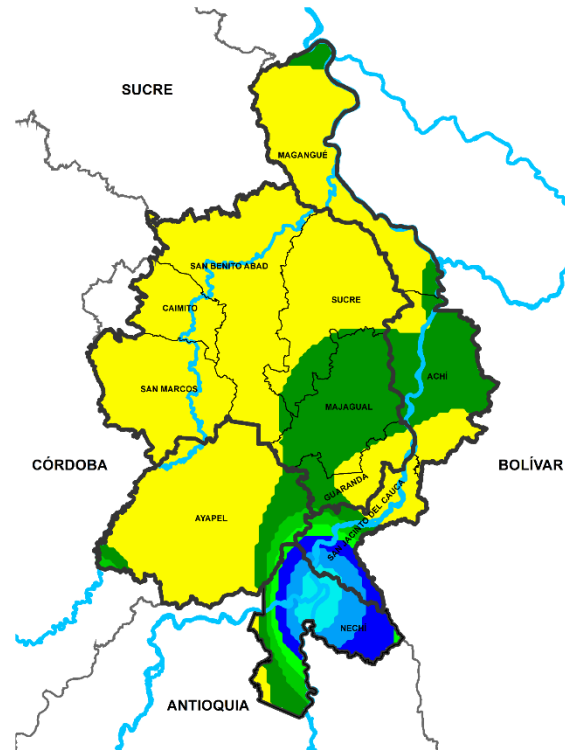 SUCRE
MAGANGUÉ
SAN BENITO ABAD
SUCRE
CAIMITO
ACHÍ
SAN MARCOS
MAJAGUAL
CÓRDOBA
BOLÍVAR
GUARANDA
SAN JACINTO DEL CAUCA
AYAPEL
NECHÍ
ANTIOQUIA